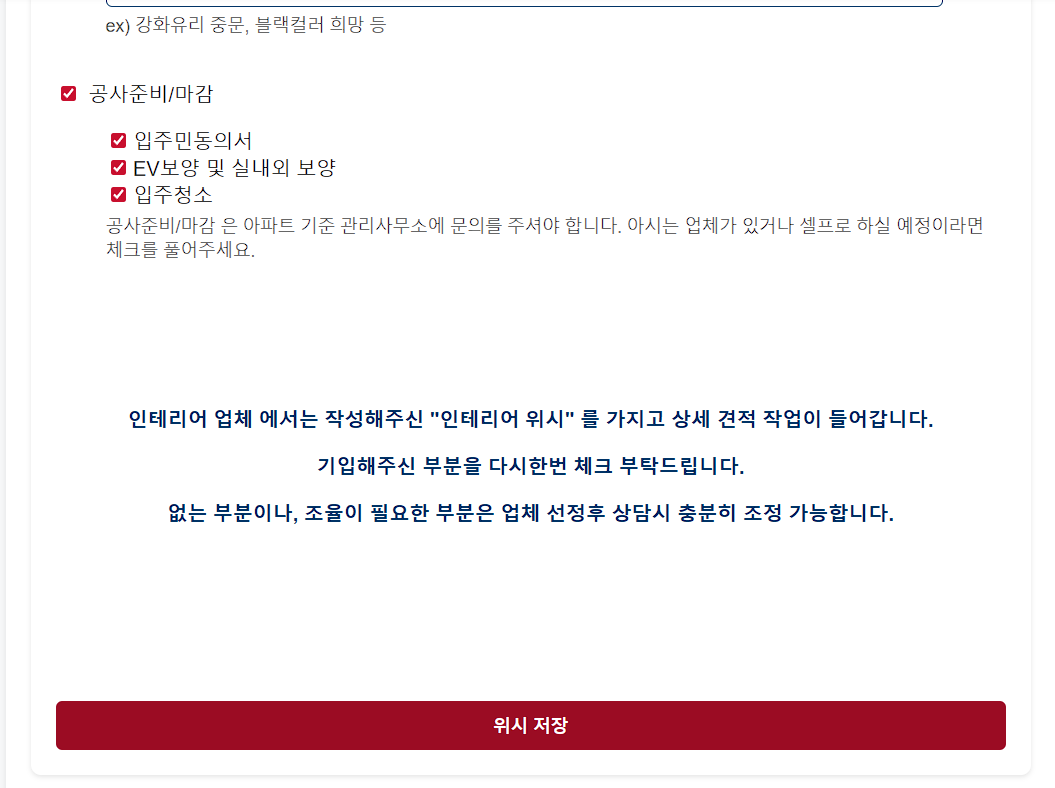 ex) 강화유리 중문, 블랙컬러 희망 등
공사준비/마감
입주민동의서
EV보양 및 실내외 보양
입주청소
공사준비/마감 은 아파트 기준 관리사무소에 문의를 주셔야 합니다. 아시는 업체가 있거나 셀프로 하실 예정이라면
체크를 풀어주세요.
인테리어 업체 에서는 작성해주신 "인테리어 위시" 를 가지고 상세 견적 작업이 들어갑니다.
기입해주신 부분을 다시한번 체크 부탁드립니다.
없는 부분이나, 조율이 필요한 부분은 업체 선정후 상담시 충분히 조정 가능합니다.
위시 저장